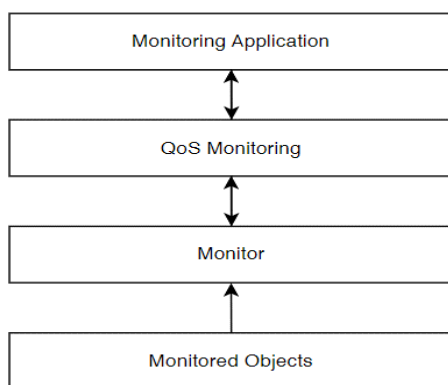 Monitoring Application
QoS Monitoring
Monitor
Monitored Objects